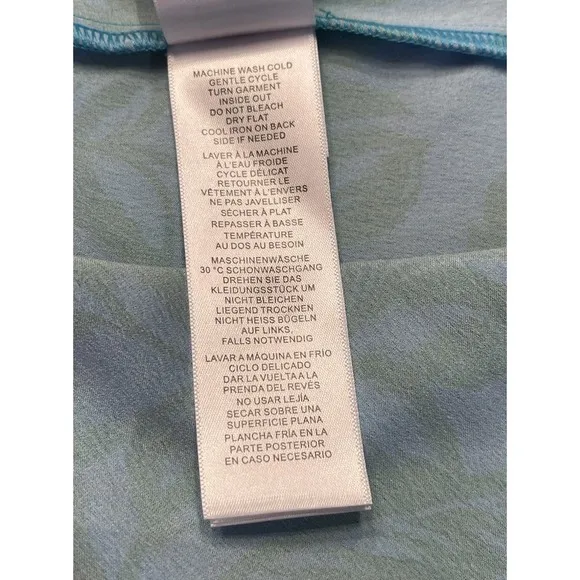 MACHINE WASH COLD
GENTLE CYCLE
TURN GARMENT
INSIDE OUT
DO NOT BLEACH
DRY FLAT
COOL IRON ON BACK
SIDE IF NEEDED
LAVER À LA MACHINE
À L'EAU FROIDE
CYCLE DÉLICAT
RETOURNER LE
VÊTEMENT À L'ENVERS
NE PAS JAVELLISER
SÉCHER À PLAT
REPASSER À BASSE
TEMPÉRATURE
AU DOS AU BESOIN
MASCHINENWÄSCHE
30 °C SCHONWASCHGANG
DREHEN SIE DAS
KLEIDUNGSSTÜCK UM
NICHT BLEICHEN
LIEGEND TROCKNEN
NICHT HEISS BÜGELN
AUF LINKS,
FALLS NOTWENDIG
LAVAR A MÁQUINA EN FRÍO
CICLO DELICADO
DAR LA VUELTA A LA
PRENDA DEL REVÉS
NO USAR LEJÍA
SECAR SOBRE UNA
SUPERFICIE PLANA
PLANCHA FRÍA EN LA
PARTE POSTERIOR
EN CASO NECESARIO